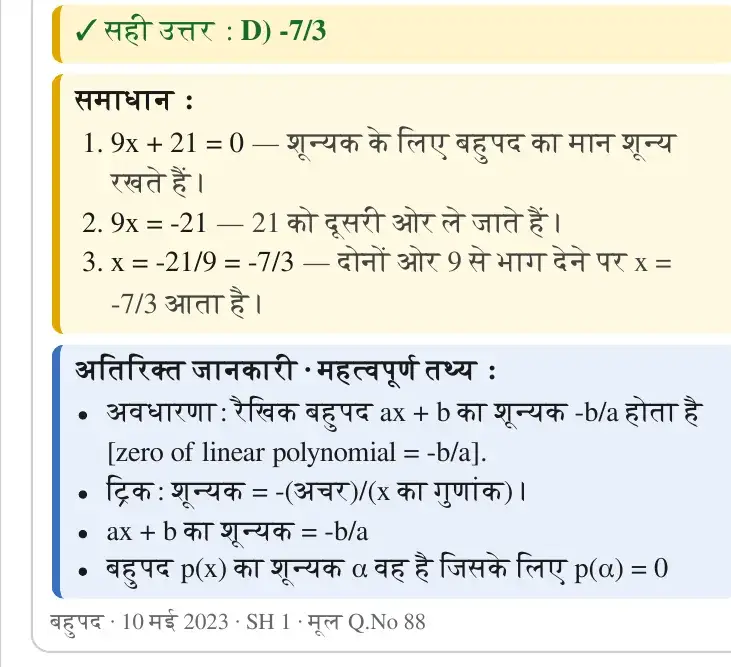 ✓ सही उत्तर : D) -7/3
समाधान :
1. 9x + 21 = 0 — शून्यक के लिए बहुपद का मान शून्य
रखते हैं।
2. 9x = -21 — 21 को दूसरी ओर ले जाते हैं।
3. x = -21/9 = -7/3 — दोनों ओर 9 से भाग देने पर x =
-7/3 आता है।
अतिरिक्त जानकारी · महत्वपूर्ण तथ्य :
• अवधारणा : रैखिक बहुपद ax + b का शून्यक -b/a होता है
[zero of linear polynomial = -b/a].
• ट्रिक : शून्यक = -(अचर)/(x का गुणांक)।
• ax + b का शून्यक = -b/a
• बहुपद p(x) का शून्यक α वह है जिसके लिए p(α) = 0
बहुपद · 10 मई 2023 · SH 1 · मूल Q.No 88